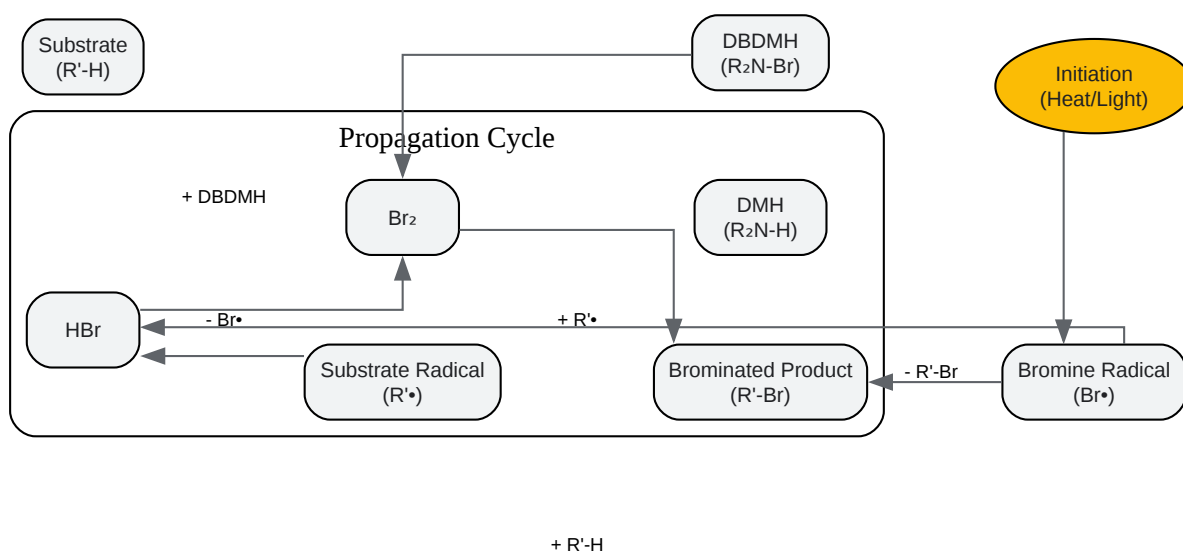 Substrate
(R'-H)
DBDMH
(R₂N-Br)
Initiation
(Heat/Light)
Propagation Cycle
+ DBDMH
Br₂
DMH
(R₂N-H)
HBr
- Br•
+ R'•
Substrate Radical
(R'•)
Brominated Product
(R'-Br)
- R'-Br
Bromine Radical
(Br•)
+ R'-H